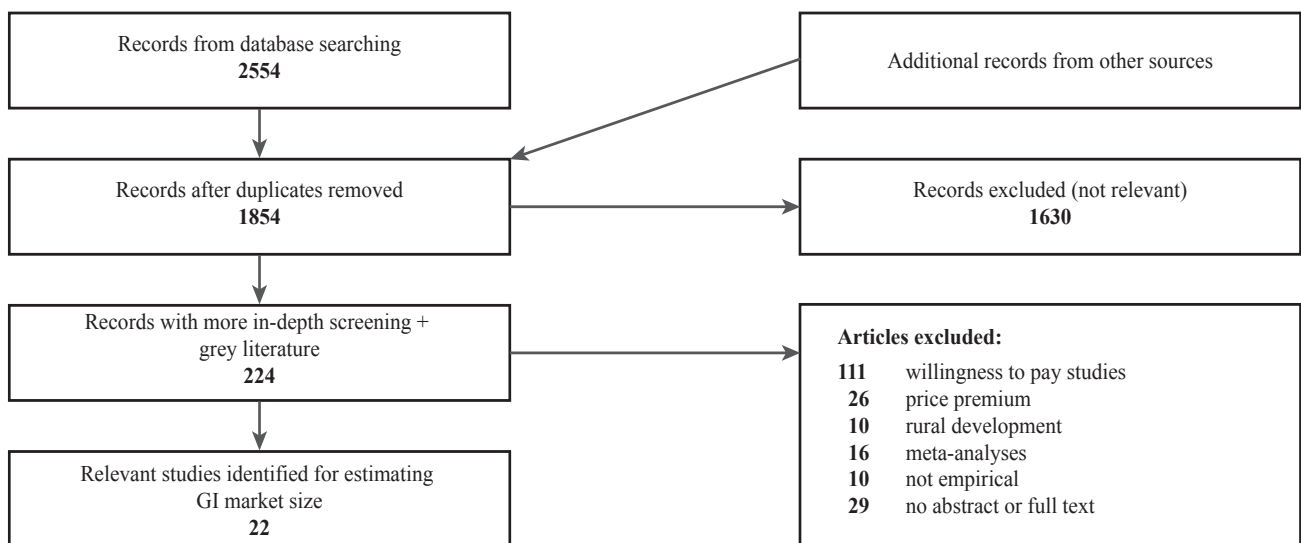 Records from database searching
2554
Additional records from other sources
Records after duplicates removed
1854
Records excluded (not relevant)
1630
Records with more in-depth screening +
grey literature
224
Articles excluded:
111 willingness to pay studies
26 price premium
10 rural development
16 meta-analyses
10 not empirical
29 no abstract or full text
Relevant studies identified for estimating
GI market size
22